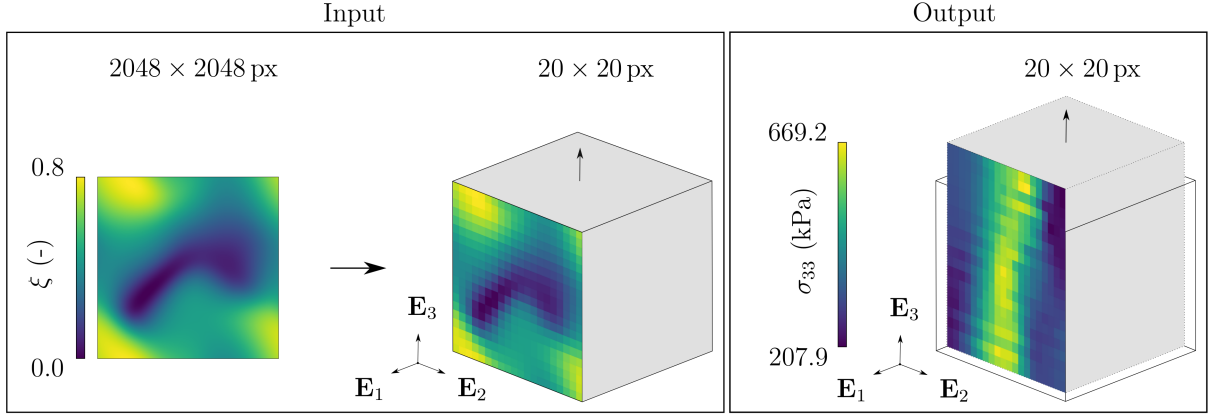 Input
2048 × 2048 px
20 × 20 px
0.8
ξ (-)
0.0
E₃
E₁
E₂
Output
20 × 20 px
669.2
σ₃₃ (kPa)
207.9
E₃
E₁
E₂